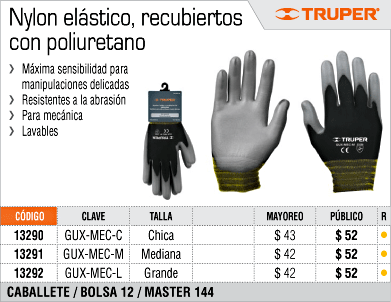 Nylon elástico, recubiertos
con poliuretano
TRUPER
› Máxima sensibilidad para
manipulaciones delicadas
› Resistentes a la abrasión
› Para mecánica
› Lavables
TRUPER
CÓDIGO CLAVE TALLA MAYOREO PÚBLICO R
13290 GUX-MEC-C Chica $ 43 $ 52
13291 GUX-MEC-M Mediana $ 42 $ 52
13292 GUX-MEC-L Grande $ 42 $ 52
CABALLETE / BOLSA 12 / MASTER 144